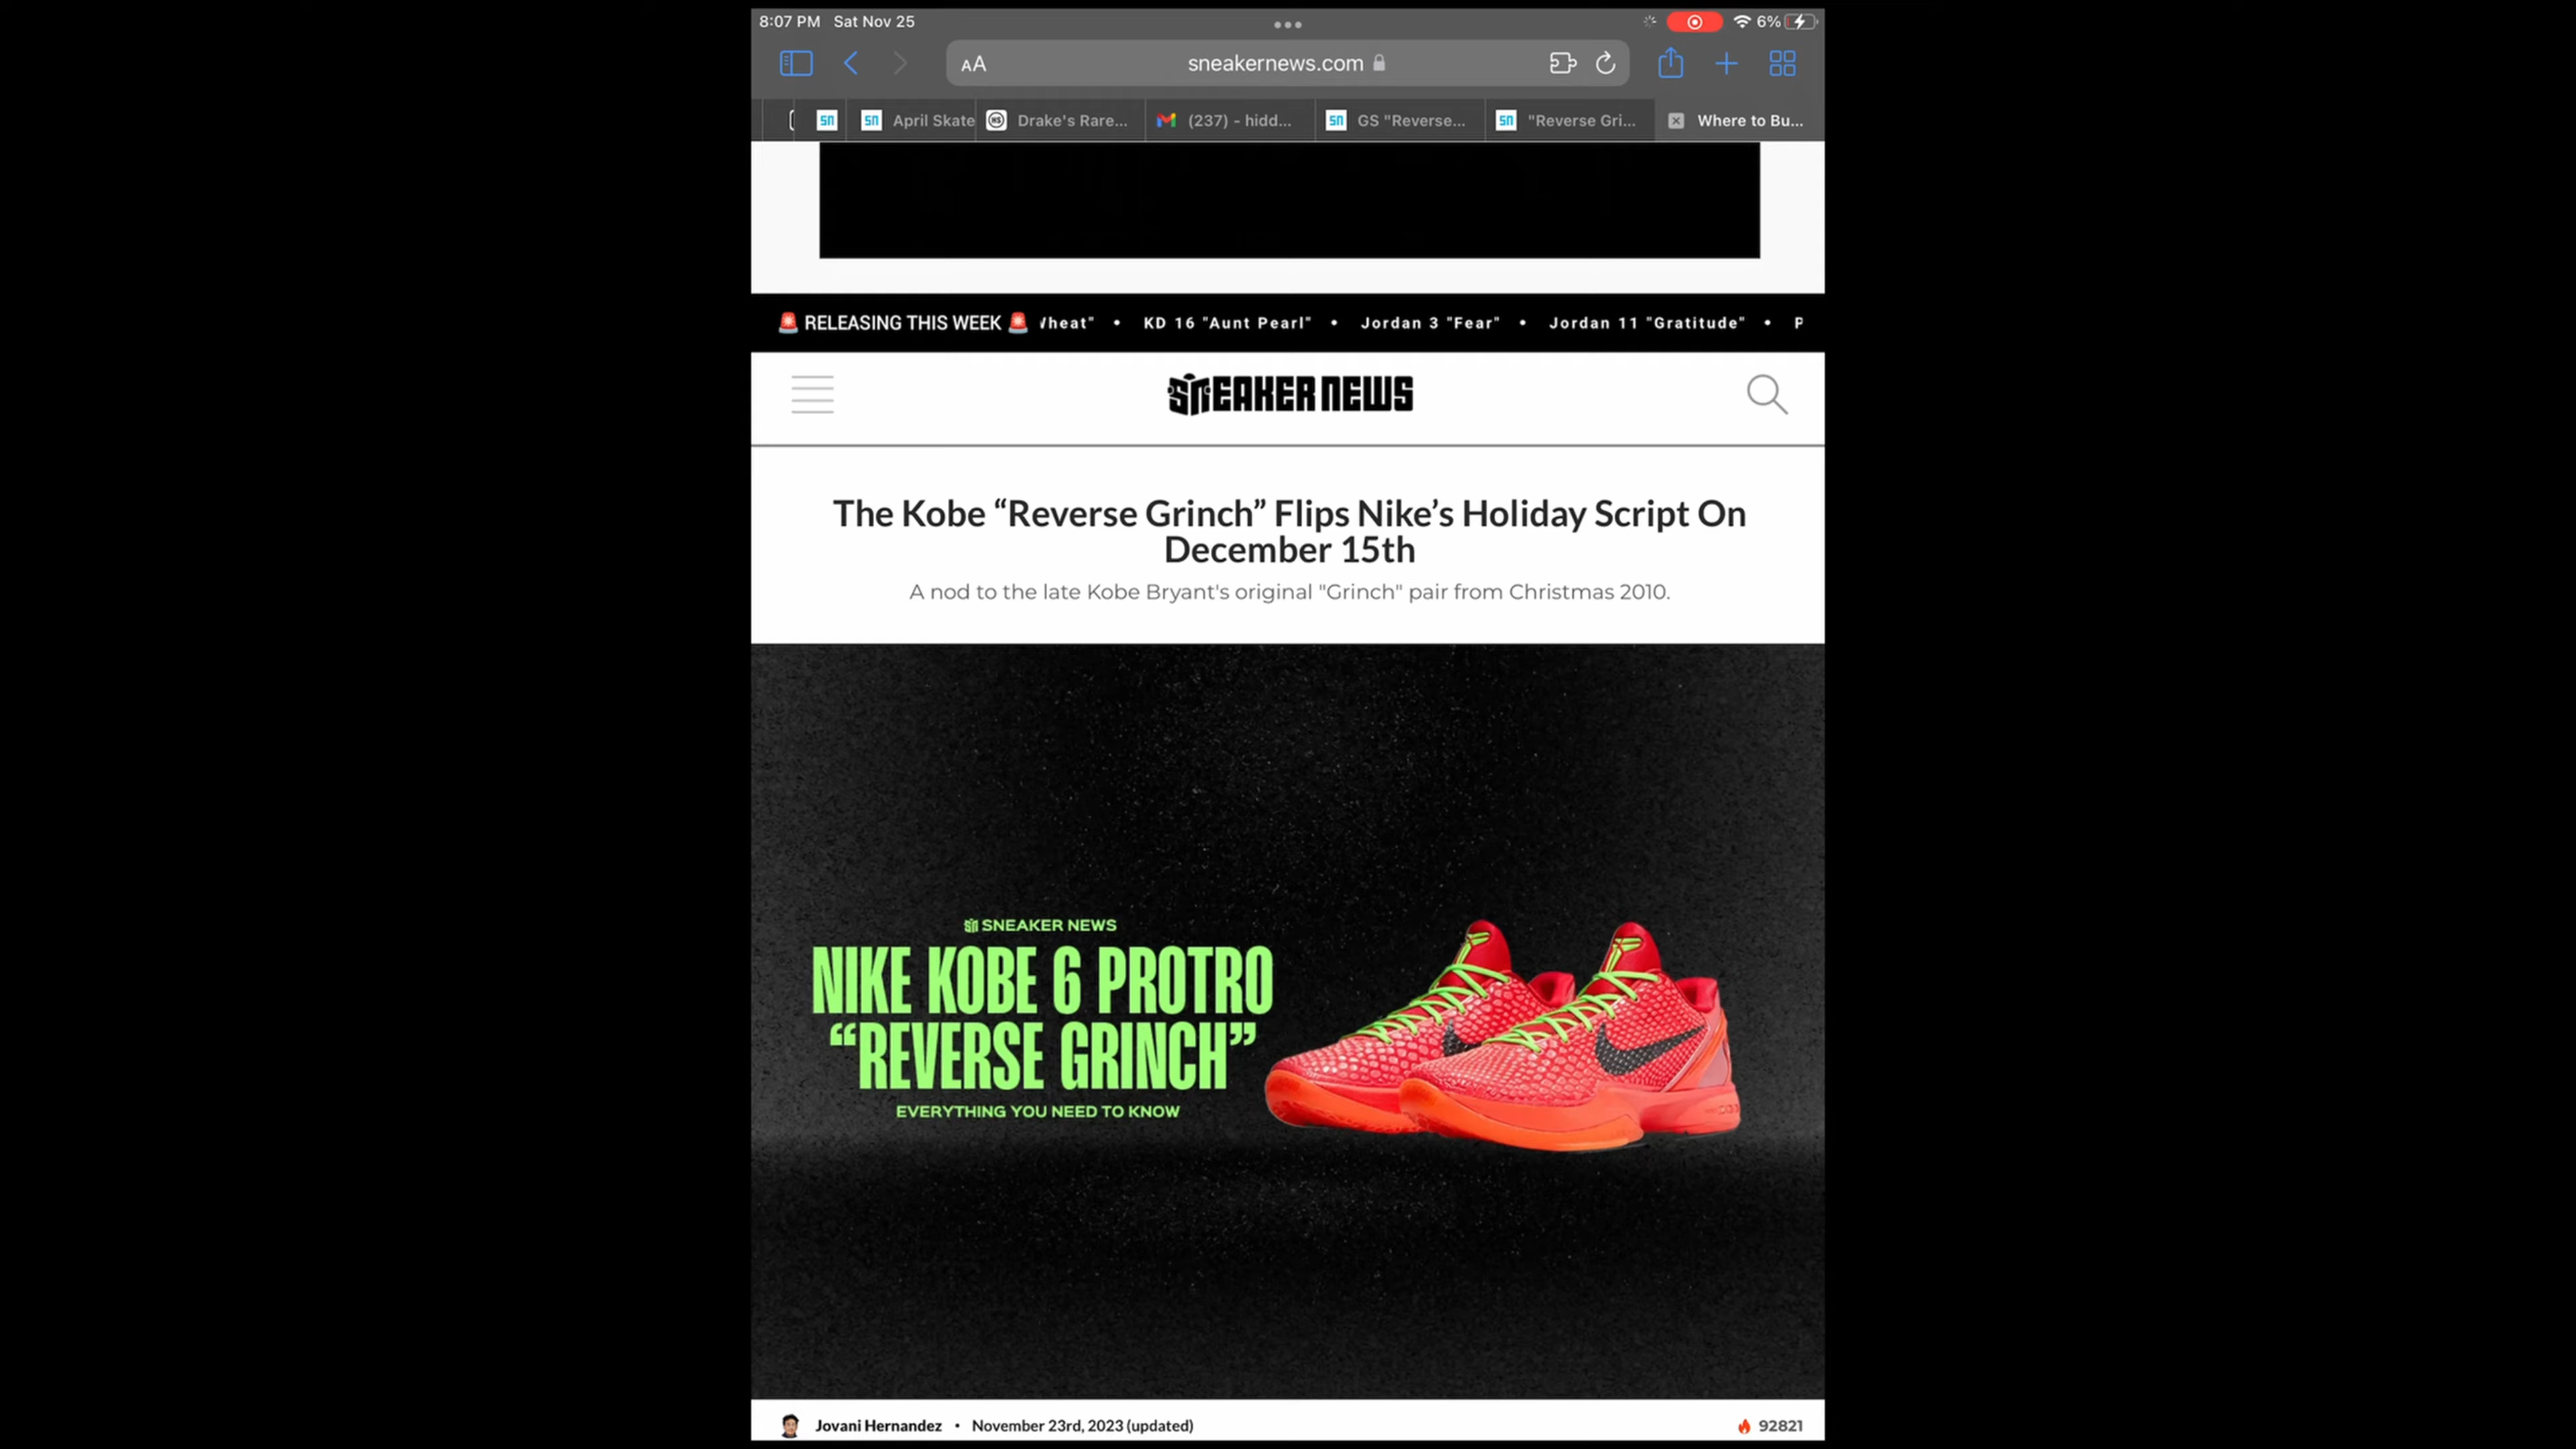 8:07 PM Sat Nov 25
6%
AA sneakernews.com
April Skate Drake's Rare... (237) - hidd... GS "Reverse... "Reverse Gri... Where to Bu...
RELEASING THIS WEEK heat" • KD 16 "Aunt Pearl" • Jordan 3 "Fear" • Jordan 11 "Gratitude" • P
SNEAKER NEWS
The Kobe “Reverse Grinch” Flips Nike’s Holiday Script On
December 15th
A nod to the late Kobe Bryant's original "Grinch" pair from Christmas 2010.
SNEAKER NEWS
NIKE KOBE 6 PROTRO
“REVERSE GRINCH”
EVERYTHING YOU NEED TO KNOW
Jovani Hernandez • November 23rd, 2023 (updated) 92821